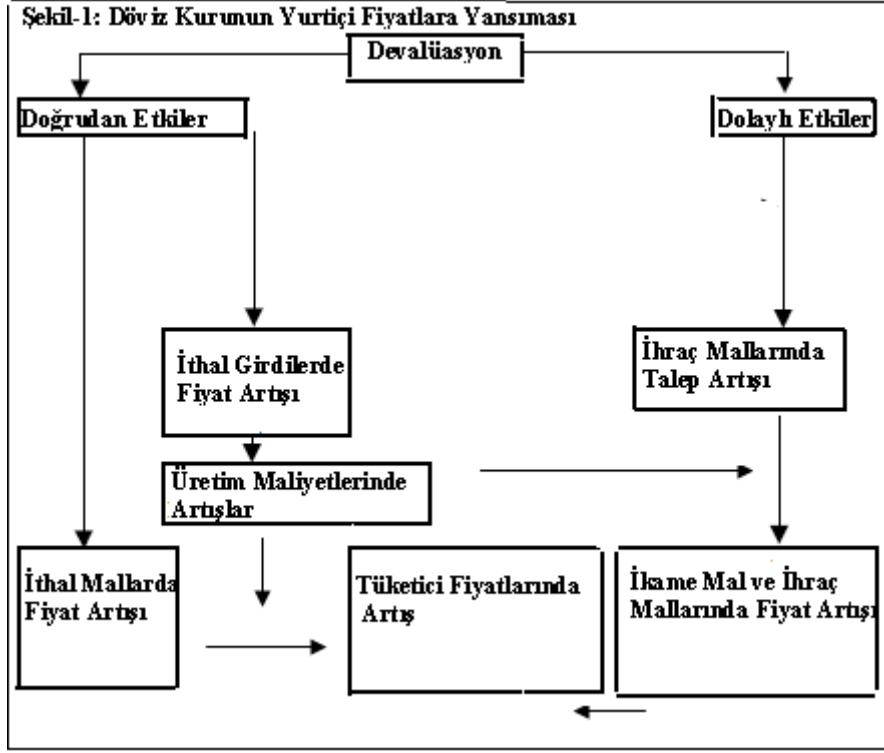 Şekil-1: Döviz Kurunun Yurtiçi Fiyatlara Yansıması
Devalüasyon
Doğrudan Etkiler
Dolaylı Etkiler
İthal Girdilerde
Fiyat Artışı
İhraç Mallarında
Talep Artışı
Üretim Maliyetlerinde
Artışlar
İthal Mallarda
Fiyat Artışı
Tüketici Fiyatlarında
Artış
İkame Mal ve İhraç
Mallarında Fiyat Artışı